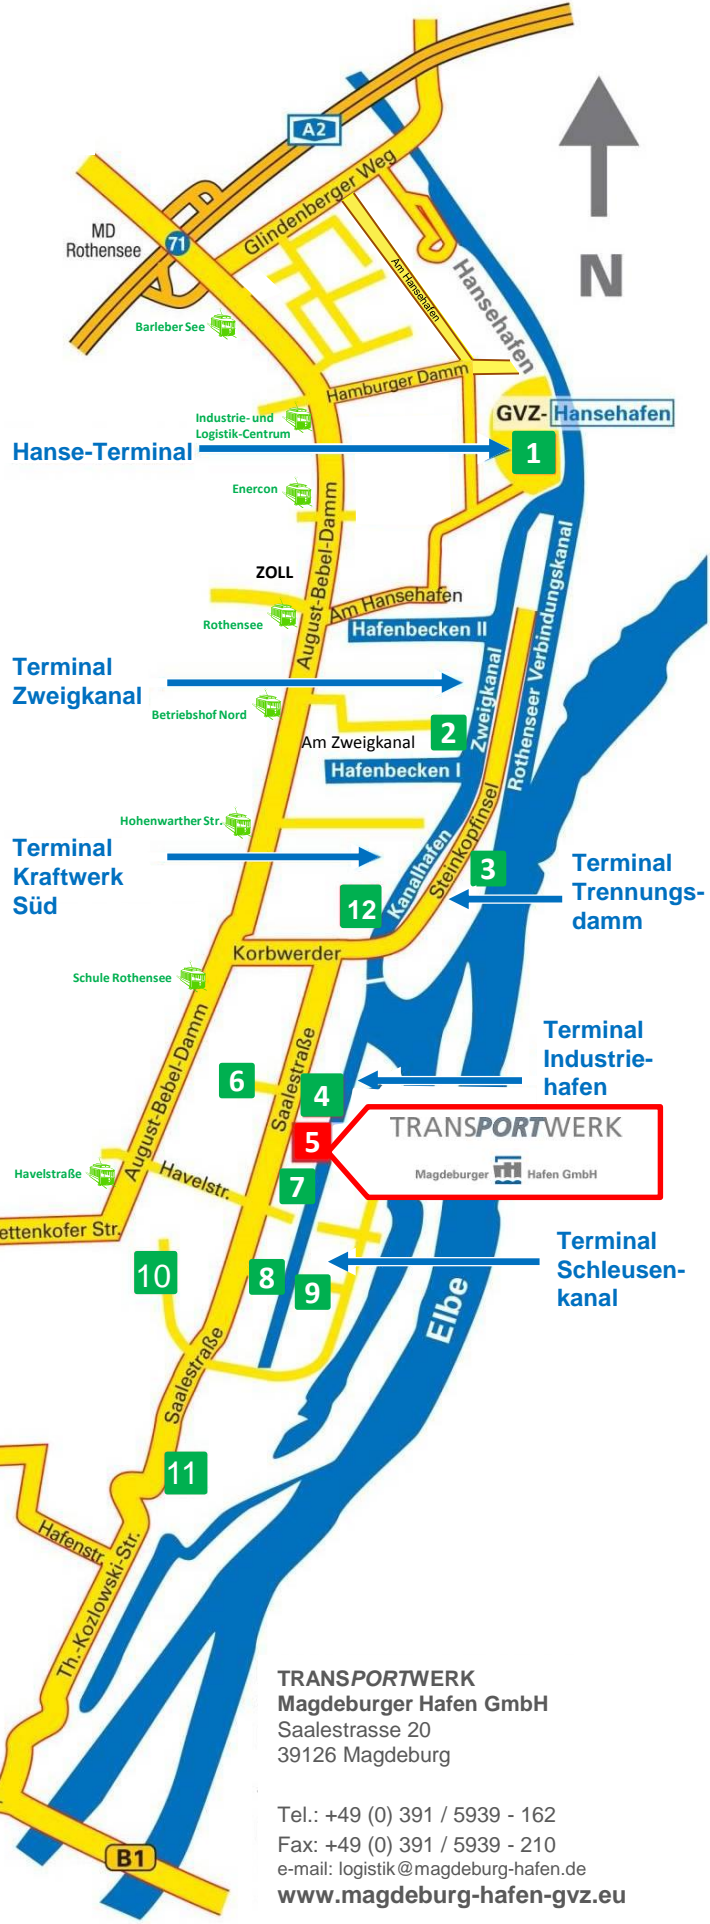 A2
Glindenberger Weg
MD
Rothensee
71
Am Hansehafen
Hansehafen
N
Barleber See
Hamburger Damm
Industrie- und
Logistik-Centrum
GVZ-Hansehafen
Hanse-Terminal
1
Enercon
August-Bebel-Damm
ZOLL
Am Hansehafen
Rothensee
Hafenbecken II
Rothenseer Verbindungskanal
Zweigkanal
Terminal
Zweigkanal
Betriebshof Nord
2
Am Zweigkanal
Hafenbecken I
Steinkopfinsel
Hohenwarther Str.
Kanalhafen
Terminal
Kraftwerk
Süd
3
Terminal
Trennungs-
damm
12
Korbwerder
Schule Rothensee
August-Bebel-Damm
Saalestraße
Terminal
Industrie-
hafen
6
4
5
TRANSPORTWERK
Magdeburger Hafen GmbH
Havelstraße
Havelstr.
7
ettenkofer Str.
Terminal
Schleusen-
kanal
10
8
9
Elbe
Saalestraße
11
Hafenstr.
Th.-Kozlowski-Str.
TRANSPORTWERK
Magdeburger Hafen GmbH
Saalestrasse 20
39126 Magdeburg
Tel.: +49 (0) 391 / 5939 - 162
Fax: +49 (0) 391 / 5939 - 210
e-mail: logistik@magdeburg-hafen.de
www.magdeburg-hafen-gvz.eu
B1